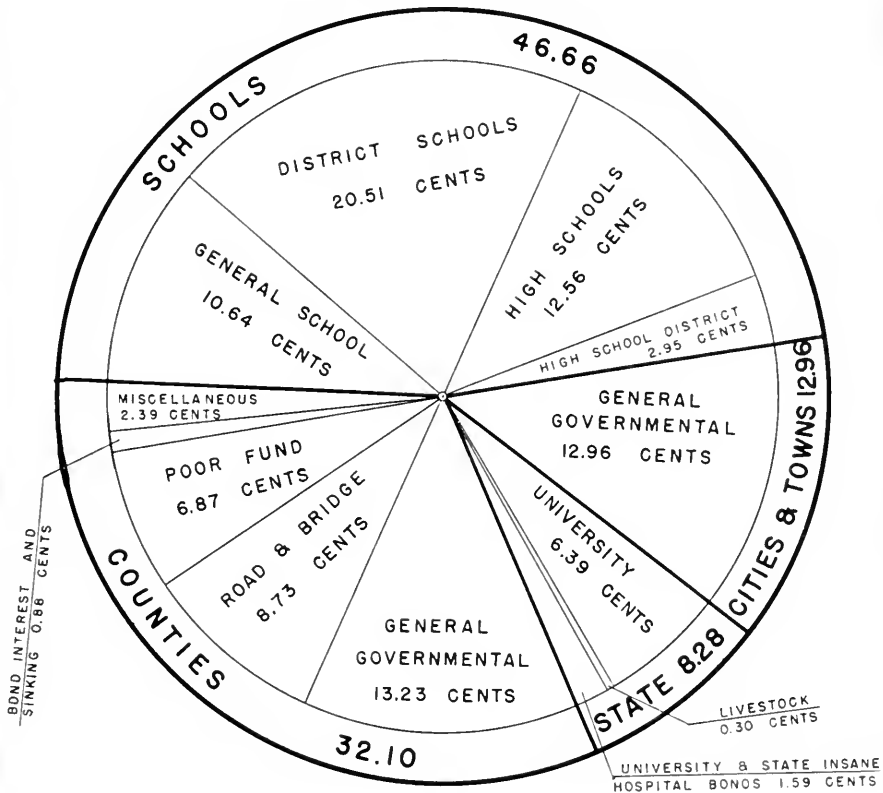 SCHOOLS
46.66
DISTRICT SCHOOLS
20.51 CENTS
HIGH SCHOOLS
12.56 CENTS
GENERAL SCHOOL
10.64 CENTS
HIGH SCHOOL DISTRICT
2.95 CENTS
MISCELLANEOUS
2.39 CENTS
GENERAL
GOVERNMENTAL
12.96 CENTS
CITIES & TOWNS 12.96
POOR FUND
6.87 CENTS
UNIVERSITY
6.39 CENTS
ROAD & BRIDGE
8.73 CENTS
BOND INTEREST AND
SINKING 0.88 CENTS
COUNTIES
GENERAL
GOVERNMENTAL
13.23 CENTS
STATE 8.28
LIVESTOCK
0.30 CENTS
32.10
UNIVERSITY & STATE INSANE
HOSPITAL BONDS 1.59 CENTS